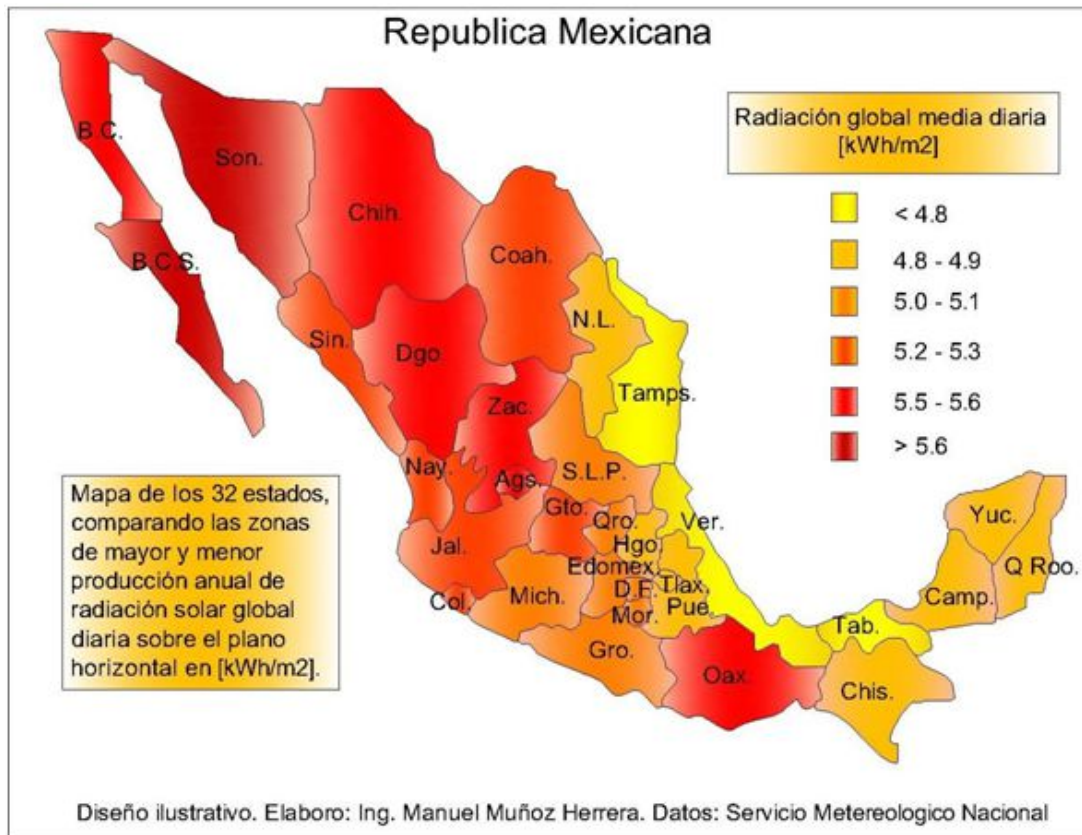 Republica Mexicana
Radiación global media diaria
[kWh/m2]
< 4.8
4.8 - 4.9
5.0 - 5.1
5.2 - 5.3
5.5 - 5.6
> 5.6
B.C.
Son.
Chih.
B.C.S.
Coah.
Sin.
N.L.
Dgo.
Tamps.
Zac.
Nay.
Ags.
S.L.P.
Gto.
Qro.
Ver.
Yuc.
Jal.
Hgo.
Edomex.
Q Roo.
Col.
Mich.
D.F.
Tlax.
Camp.
Mor.
Pue.
Tab.
Gro.
Oax.
Chis.
Mapa de los 32 estados,
comparando las zonas
de mayor y menor
producción anual de
radiación solar global
diaria sobre el plano
horizontal en [kWh/m2].
Diseño ilustrativo. Elaboro: Ing. Manuel Muñoz Herrera. Datos: Servicio Metereologico Nacional